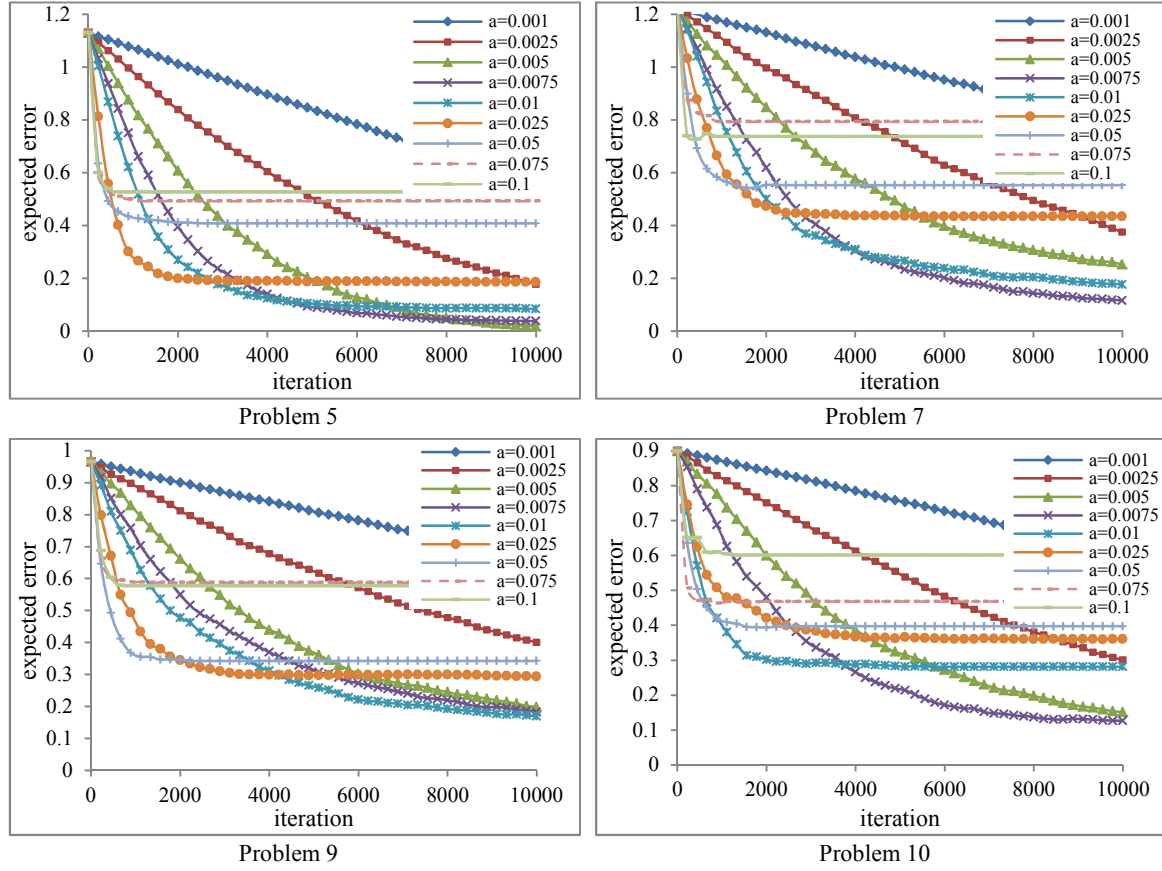 1.2
1
0.8
0.6
0.4
0.2
0
expected error
0
2000
4000
6000
8000
10000
iteration
a=0.001
a=0.0025
a=0.005
a=0.0075
a=0.01
a=0.025
a=0.05
a=0.075
a=0.1
Problem 5
1.2
1
0.8
0.6
0.4
0.2
0
expected error
0
2000
4000
6000
8000
10000
iteration
a=0.001
a=0.0025
a=0.005
a=0.0075
a=0.01
a=0.025
a=0.05
a=0.075
a=0.1
Problem 7
1
0.9
0.8
0.7
0.6
0.5
0.4
0.3
0.2
0.1
0
expected error
0
2000
4000
6000
8000
10000
iteration
a=0.001
a=0.0025
a=0.005
a=0.0075
a=0.01
a=0.025
a=0.05
a=0.075
a=0.1
Problem 9
0.9
0.8
0.7
0.6
0.5
0.4
0.3
0.2
0.1
0
expected error
0
2000
4000
6000
8000
10000
iteration
a=0.001
a=0.0025
a=0.005
a=0.0075
a=0.01
a=0.025
a=0.05
a=0.075
a=0.1
Problem 10